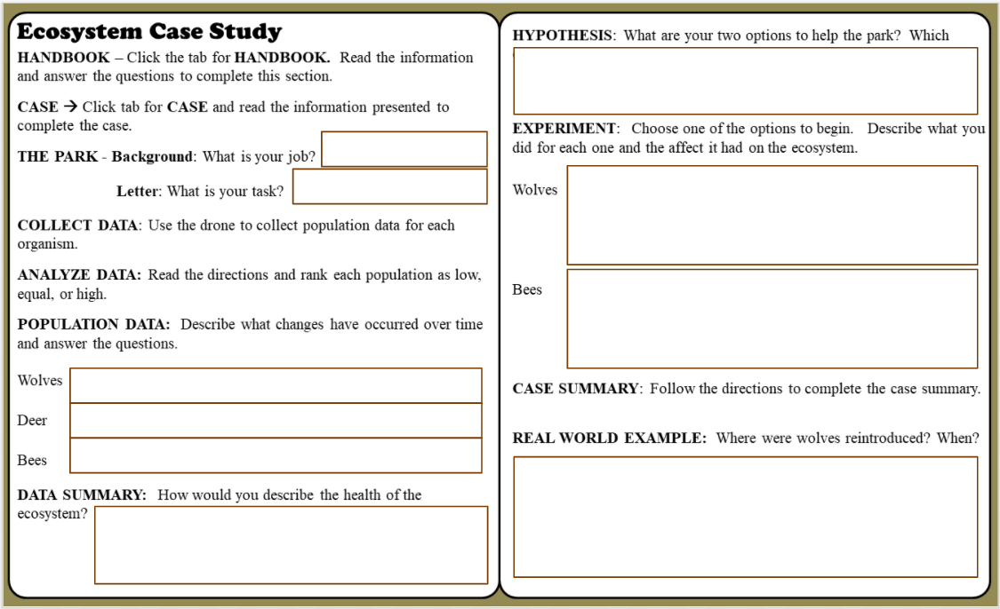 Ecosystem Case Study
HANDBOOK – Click the tab for HANDBOOK. Read the information
and answer the questions to complete this section.
CASE → Click tab for CASE and read the information presented to
complete the case.
THE PARK - Background: What is your job?
Letter: What is your task?
COLLECT DATA: Use the drone to collect population data for each
organism.
ANALYZE DATA: Read the directions and rank each population as low,
equal, or high.
POPULATION DATA: Describe what changes have occurred over time
and answer the questions.
Wolves
Deer
Bees
DATA SUMMARY: How would you describe the health of the
ecosystem?
HYPOTHESIS: What are your two options to help the park? Which
EXPERIMENT: Choose one of the options to begin. Describe what you
did for each one and the affect it had on the ecosystem.
Wolves
Bees
CASE SUMMARY: Follow the directions to complete the case summary.
REAL WORLD EXAMPLE: Where were wolves reintroduced? When?